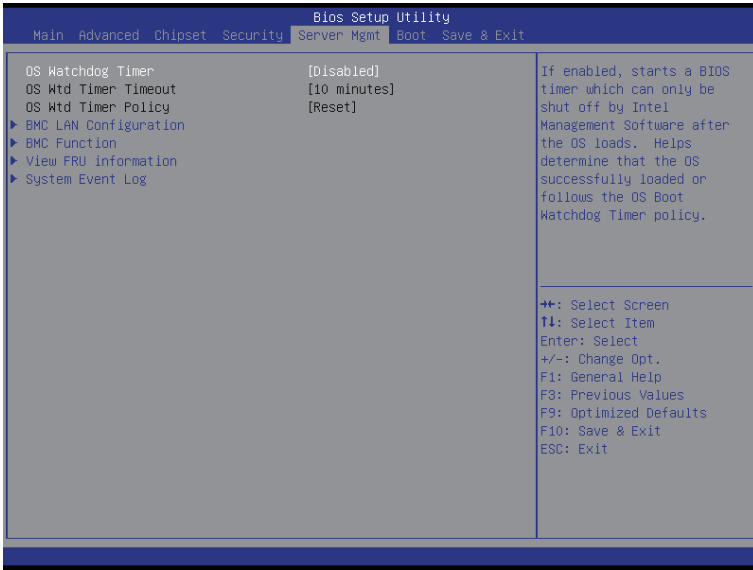 Bios Setup Utility
Main Advanced Chipset Security Server Mgmt Boot Save & Exit
OS Watchdog Timer [Disabled]
OS Wtd Timer Timeout [10 minutes]
OS Wtd Timer Policy [Reset]
▶ BMC LAN Configuration
▶ BMC Function
▶ View FRU information
▶ System Event Log
If enabled, starts a BIOS
timer which can only be
shut off by Intel
Management Software after
the OS loads. Helps
determine that the OS
successfully loaded or
follows the OS Boot
Watchdog Timer policy.
→←: Select Screen
↑↓: Select Item
Enter: Select
+/-: Change Opt.
F1: General Help
F3: Previous Values
F9: Optimized Defaults
F10: Save & Exit
ESC: Exit